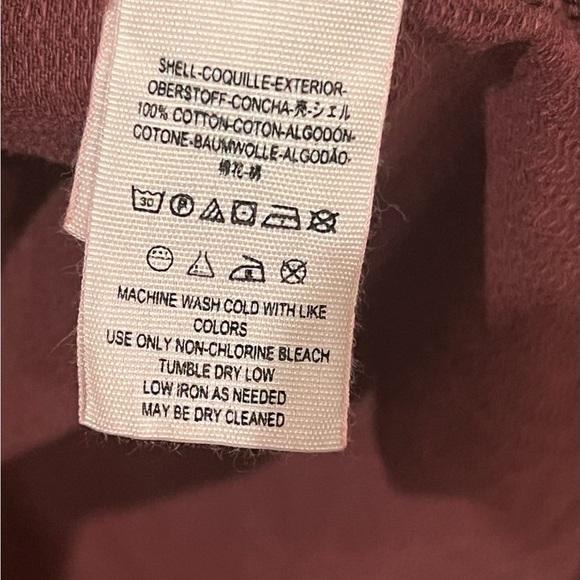 SHELL-COQUILLE-EXTERIOR-
OBERSTOFF-CONCHA-売-シェル
100% COTTON-COTON-ALGODÓN-
COTONE-BAUMWOLLE-ALGODÃO-
棉花-綿
30 P
MACHINE WASH COLD WITH LIKE
COLORS
USE ONLY NON-CHLORINE BLEACH
TUMBLE DRY LOW
LOW IRON AS NEEDED
MAY BE DRY CLEANED